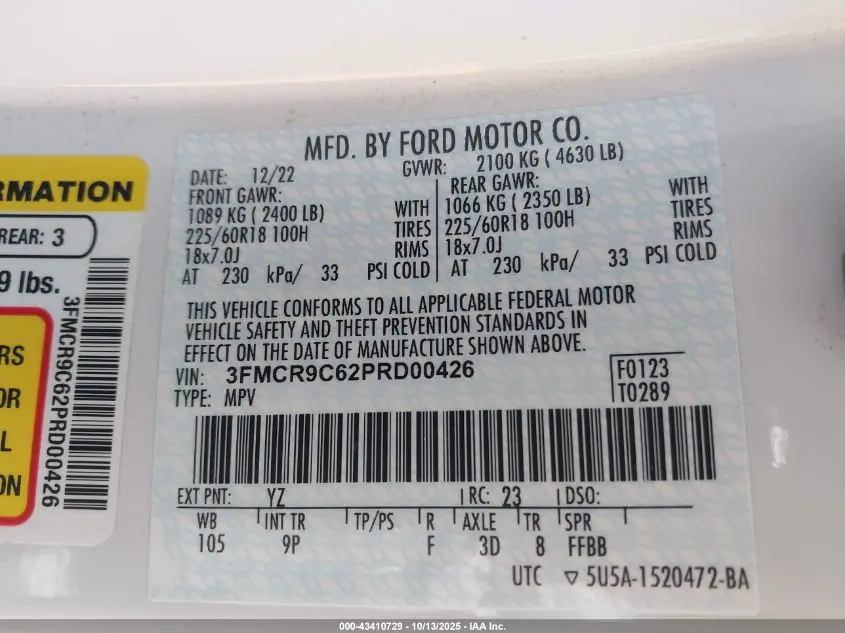 MFD. BY FORD MOTOR CO.
DATE: 12/22 GVWR: 2100 KG ( 4630 LB)
FRONT GAWR: REAR GAWR:
1089 KG ( 2400 LB) WITH 1066 KG ( 2350 LB) WITH
225/60R18 100H TIRES 225/60R18 100H TIRES
18x7.0J RIMS 18x7.0J RIMS
AT 230 kPa/ 33 PSI COLD AT 230 kPa/ 33 PSI COLD
THIS VEHICLE CONFORMS TO ALL APPLICABLE FEDERAL MOTOR
VEHICLE SAFETY AND THEFT PREVENTION STANDARDS IN
EFFECT ON THE DATE OF MANUFACTURE SHOWN ABOVE.
VIN: 3FMCR9C62PRD00426 F0123
TYPE: MPV T0289
EXT PNT: YZ RC: 23 DSO:
WB INT TR TP/PS R AXLE TR SPR
105 9P F 3D 8 FFBB
UTC ▽ 5U5A-1520472-BA
RMATION
REAR: 3
9 lbs.
3FMCR9C62PRD00426
RS
OR
L
ON
000-43410729 - 10/13/2025 - IAA Inc.